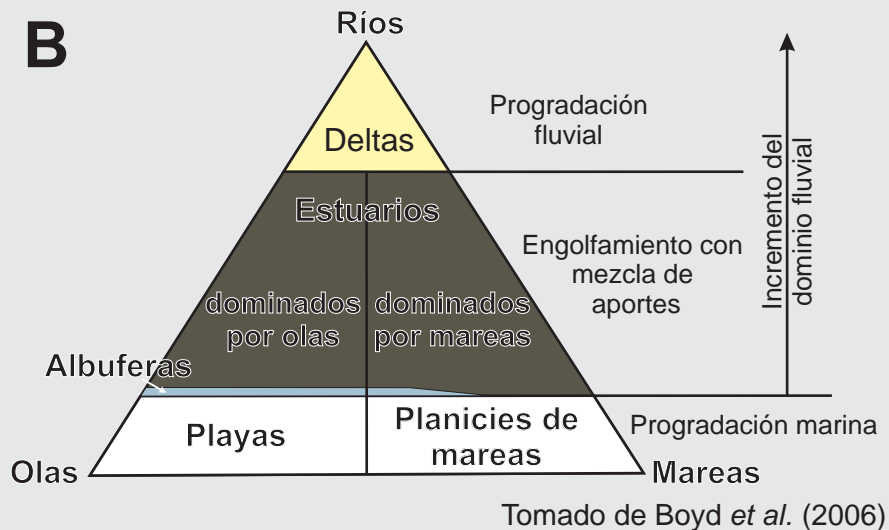 B
Ríos
Deltas
Progradación
fluvial
Estuarios
dominados
por olas
dominados
por mareas
Engolfamiento con
mezcla de
aportes
Incremento del
dominio fluvial
Albuferas
Playas
Planicies de
mareas
Progradación marina
Olas
Mareas
Tomado de Boyd et al. (2006)